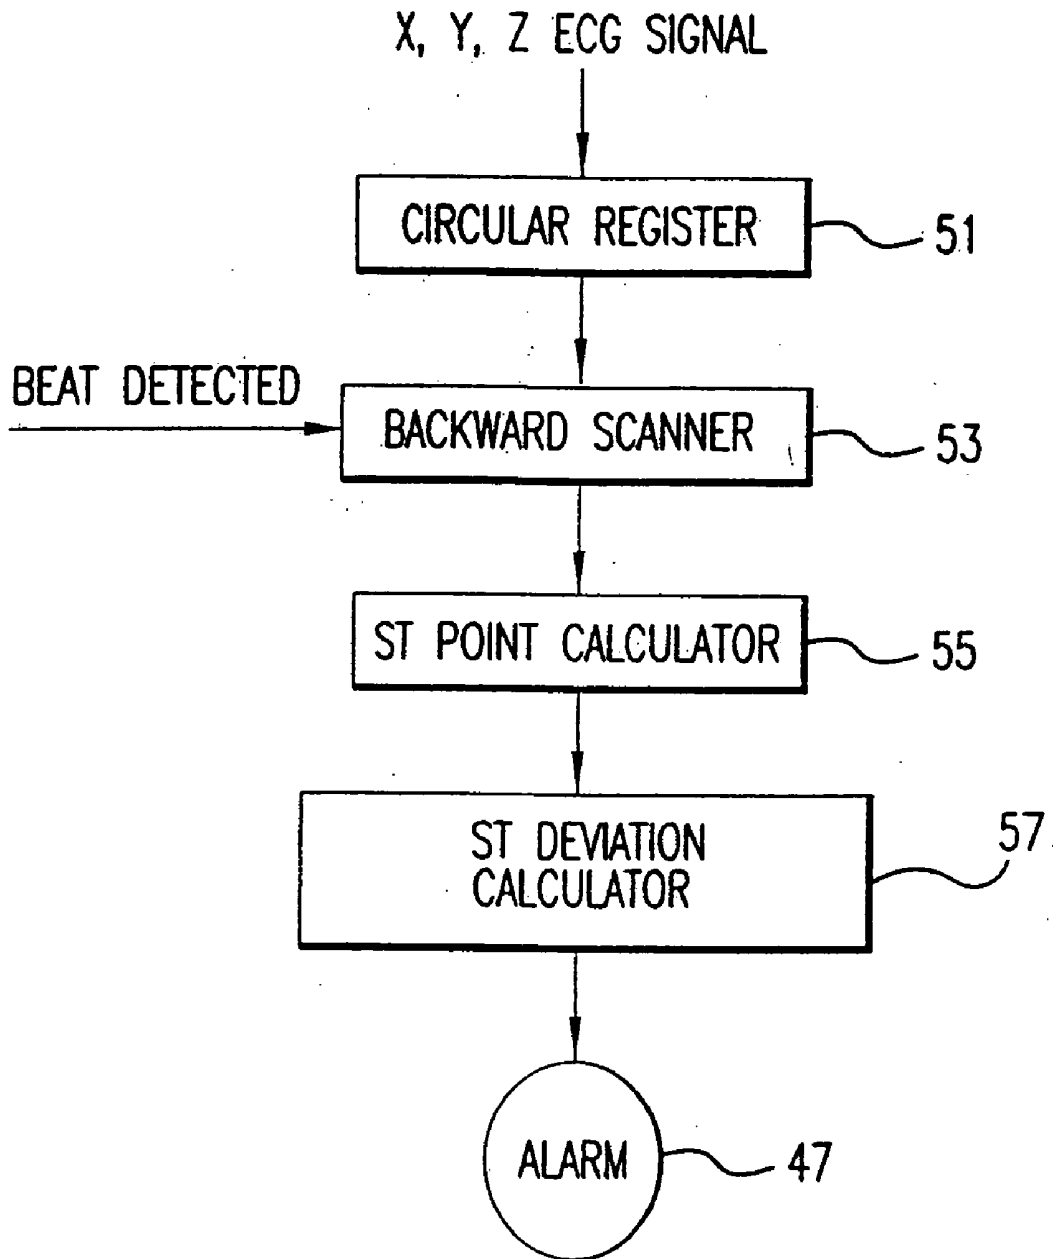 X, Y, Z ECG SIGNAL
CIRCULAR REGISTER
51
BEAT DETECTED
BACKWARD SCANNER
53
ST POINT CALCULATOR
55
ST DEVIATION
CALCULATOR
57
ALARM
47